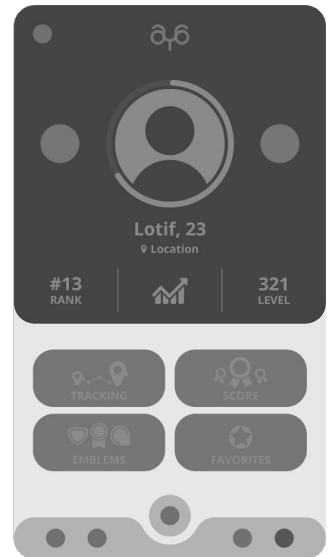 Lotif, 23
Location
#13
RANK
321
LEVEL
TRACKING
SCORE
EMBLEMS
FAVORITES